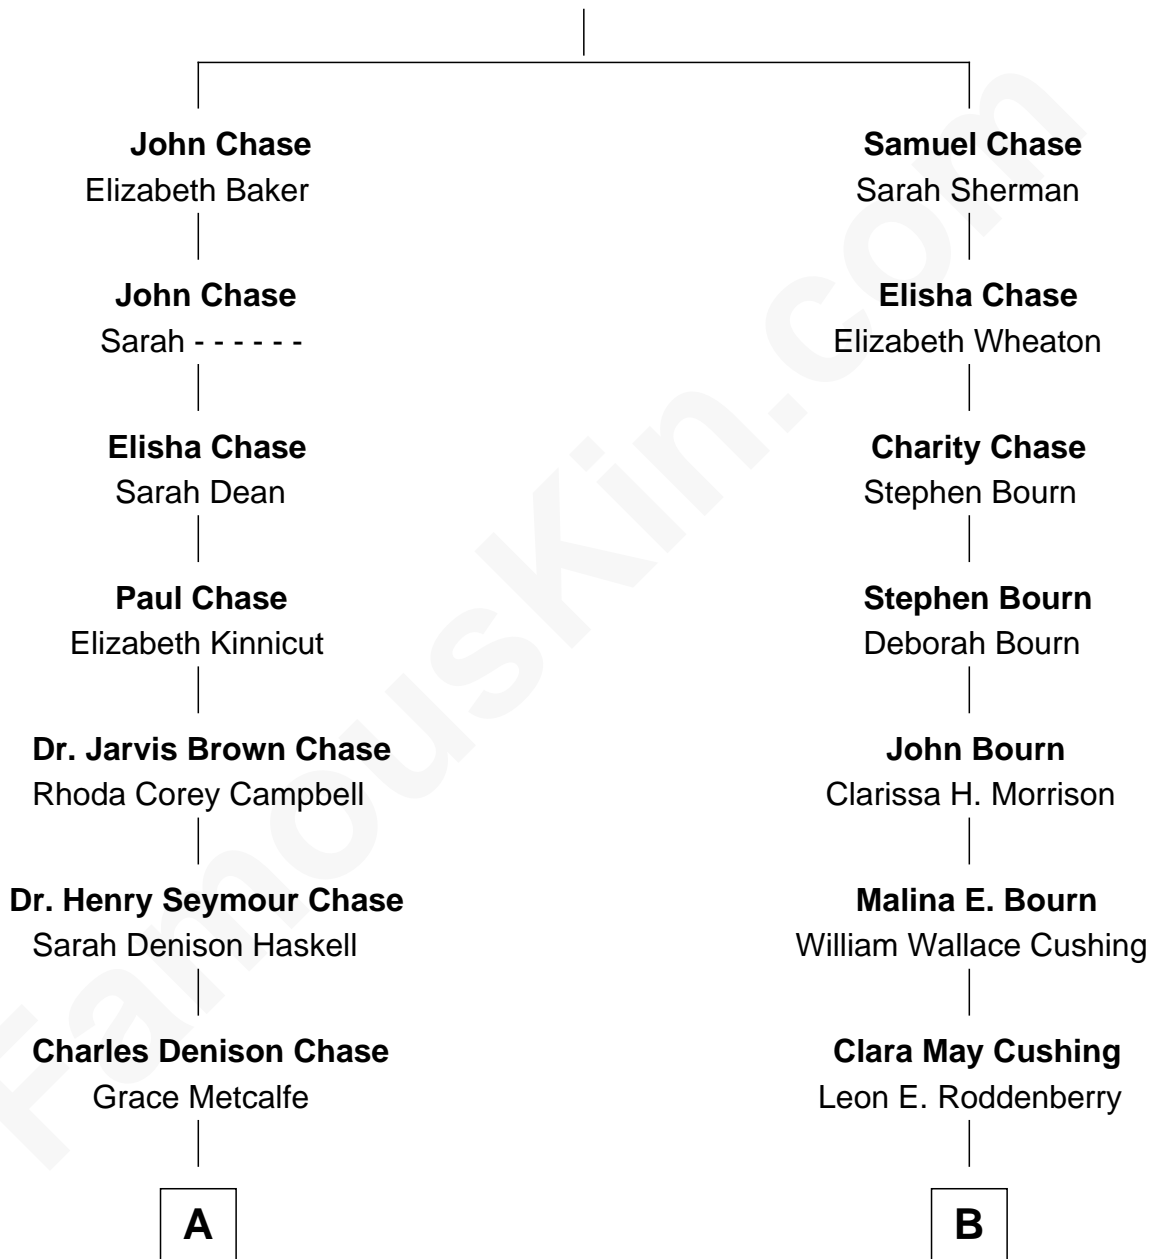 John Chase
Elizabeth Baker
John Chase
Sarah - - - - - -
Elisha Chase
Sarah Dean
Paul Chase
Elizabeth Kinnicut
Dr. Jarvis Brown Chase
Rhoda Corey Campbell
Dr. Henry Seymour Chase
Sarah Denison Haskell
Charles Denison Chase
Grace Metcalfe
A
Samuel Chase
Sarah Sherman
Elisha Chase
Elizabeth Wheaton
Charity Chase
Stephen Bourn
Stephen Bourn
Deborah Bourn
John Bourn
Clarissa H. Morrison
Malina E. Bourn
William Wallace Cushing
Clara May Cushing
Leon E. Roddenberry
B
FamousKin.com